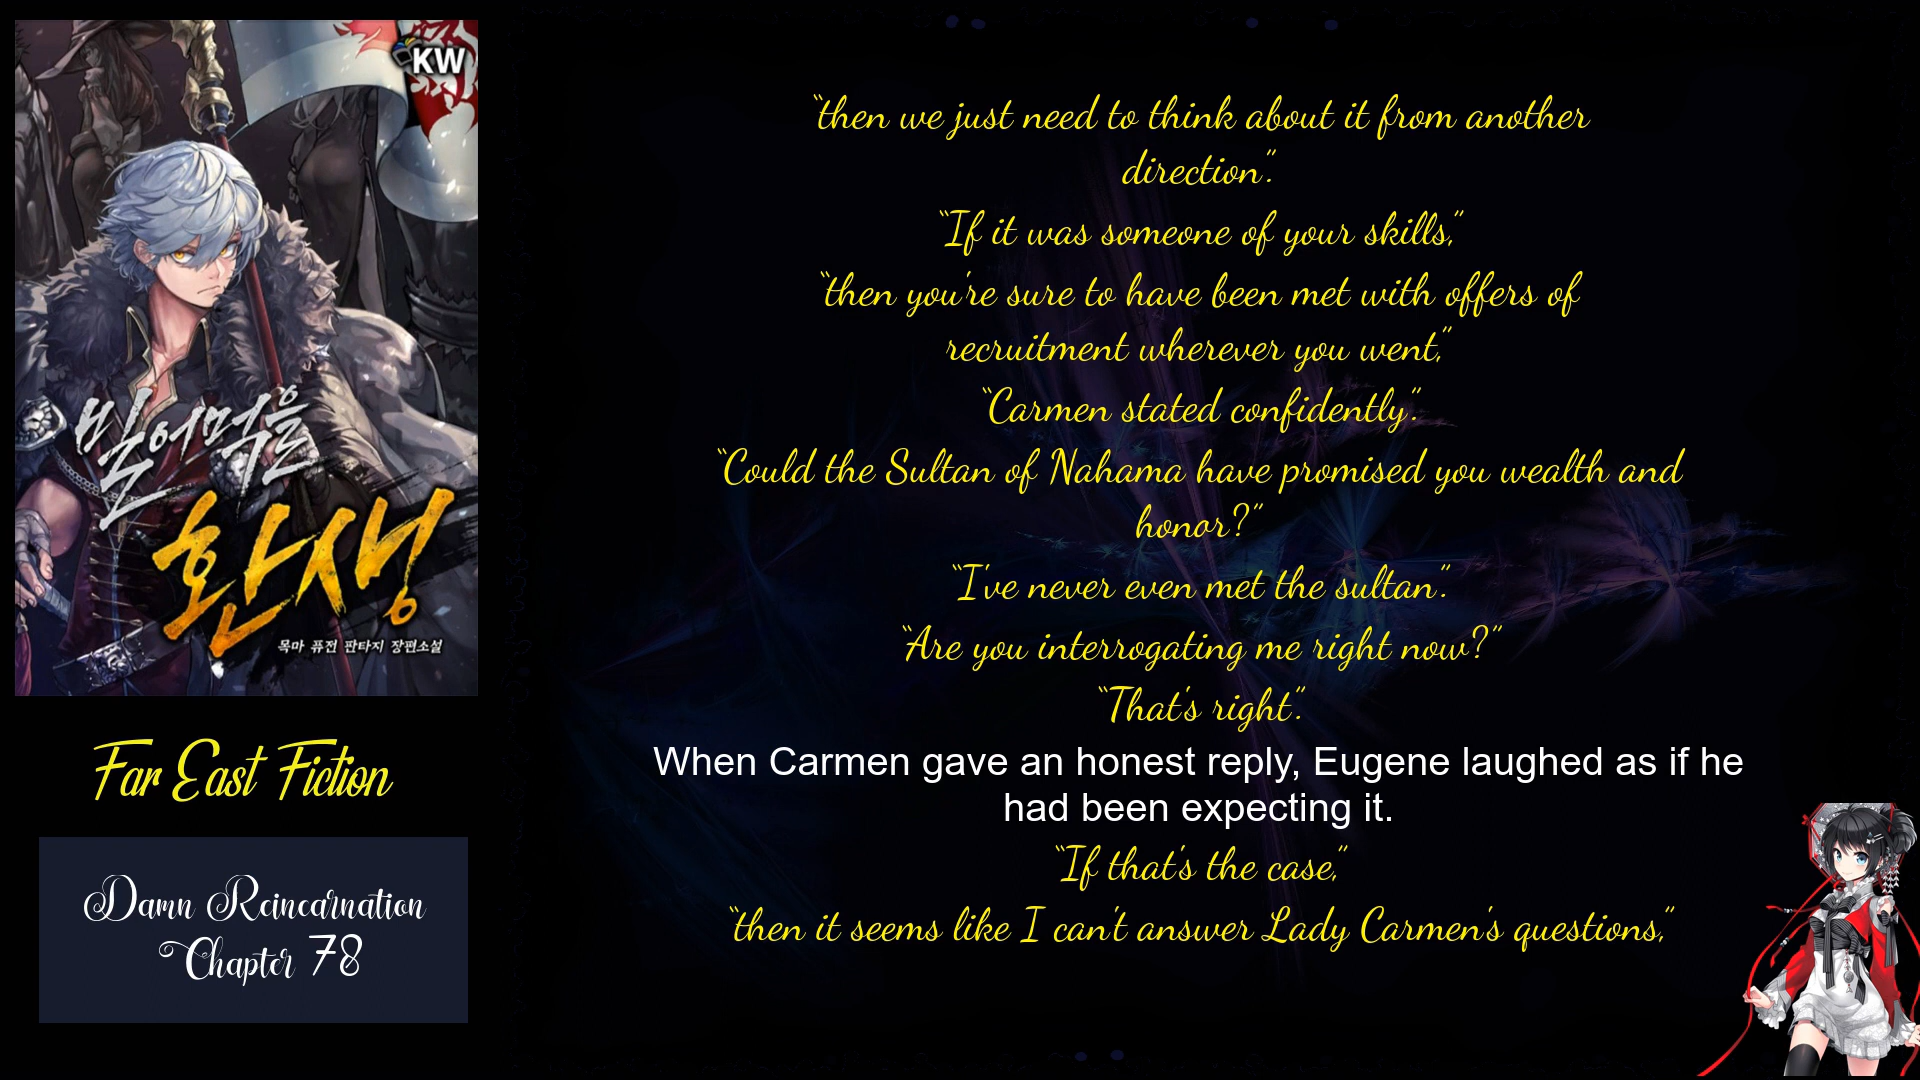 KW
빌어먹을
환생
목마 퓨전 판타지 장편소설
Far East Fiction
Damn Reincarnation
Chapter 78
“then we just need to think about it from another
direction”.
“If it was someone of your skills,”
“then you're sure to have been met with offers of
recruitment wherever you went,”
“Carmen stated confidently”.
“Could the Sultan of Nahama have promised you wealth and
honor?”
“I've never even met the sultan”.
“Are you interrogating me right now?”
“That's right”.
When Carmen gave an honest reply, Eugene laughed as if he
had been expecting it.
“If that's the case,”
“then it seems like I can't answer Lady Carmen's questions,”